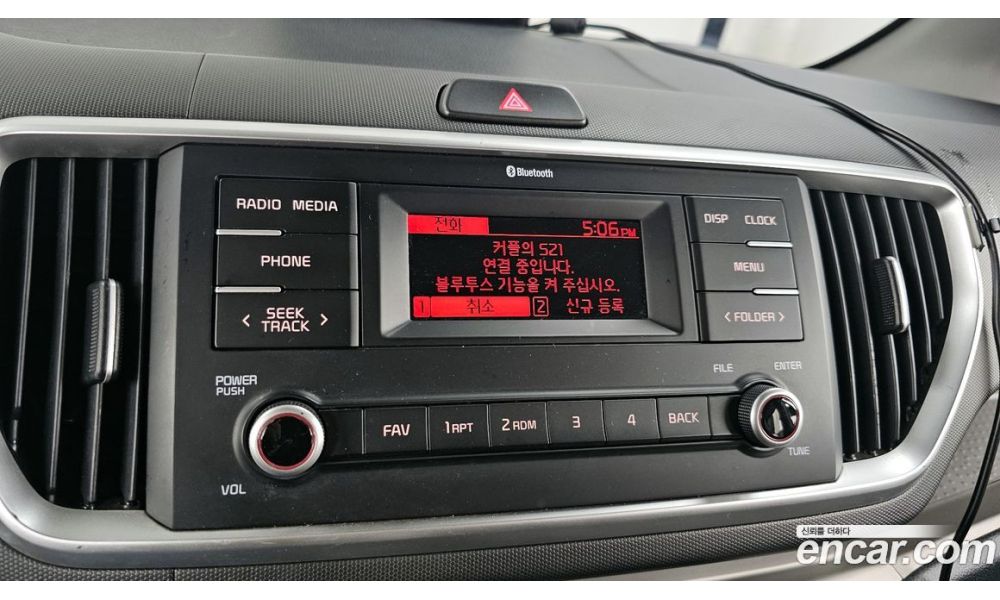 Bluetooth
RADIO MEDIA
PHONE
< SEEK TRACK >
전화 5:06 PM
커플의 S21
연결 중입니다.
블루투스 기능을 켜 주십시오.
1 취소 2 신규 등록
DISP CLOCK
MENU
< FOLDER >
POWER
PUSH
VOL
FAV 1 RPT 2 RDM 3 4 BACK
FILE ENTER
TUNE
신뢰를 더하다
encar.com